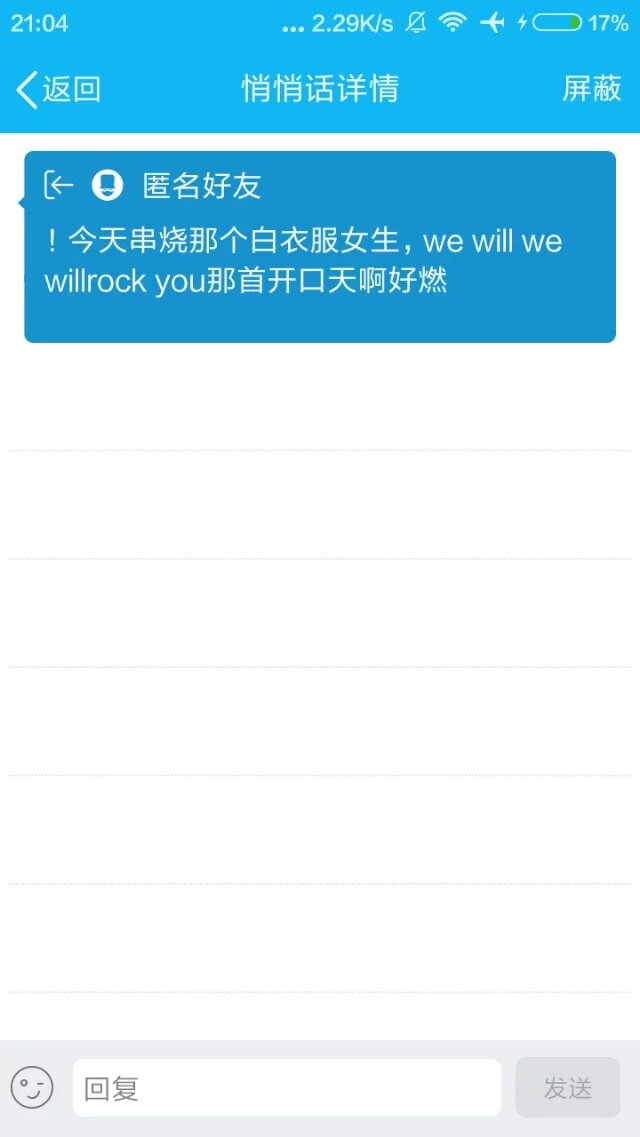 21:04 ... 2.29K/s 17%
返回 悄悄话详情 屏蔽
匿名好友
！今天串烧那个白衣服女生，we will we
willrock you那首开口天啊好燃
回复 发送